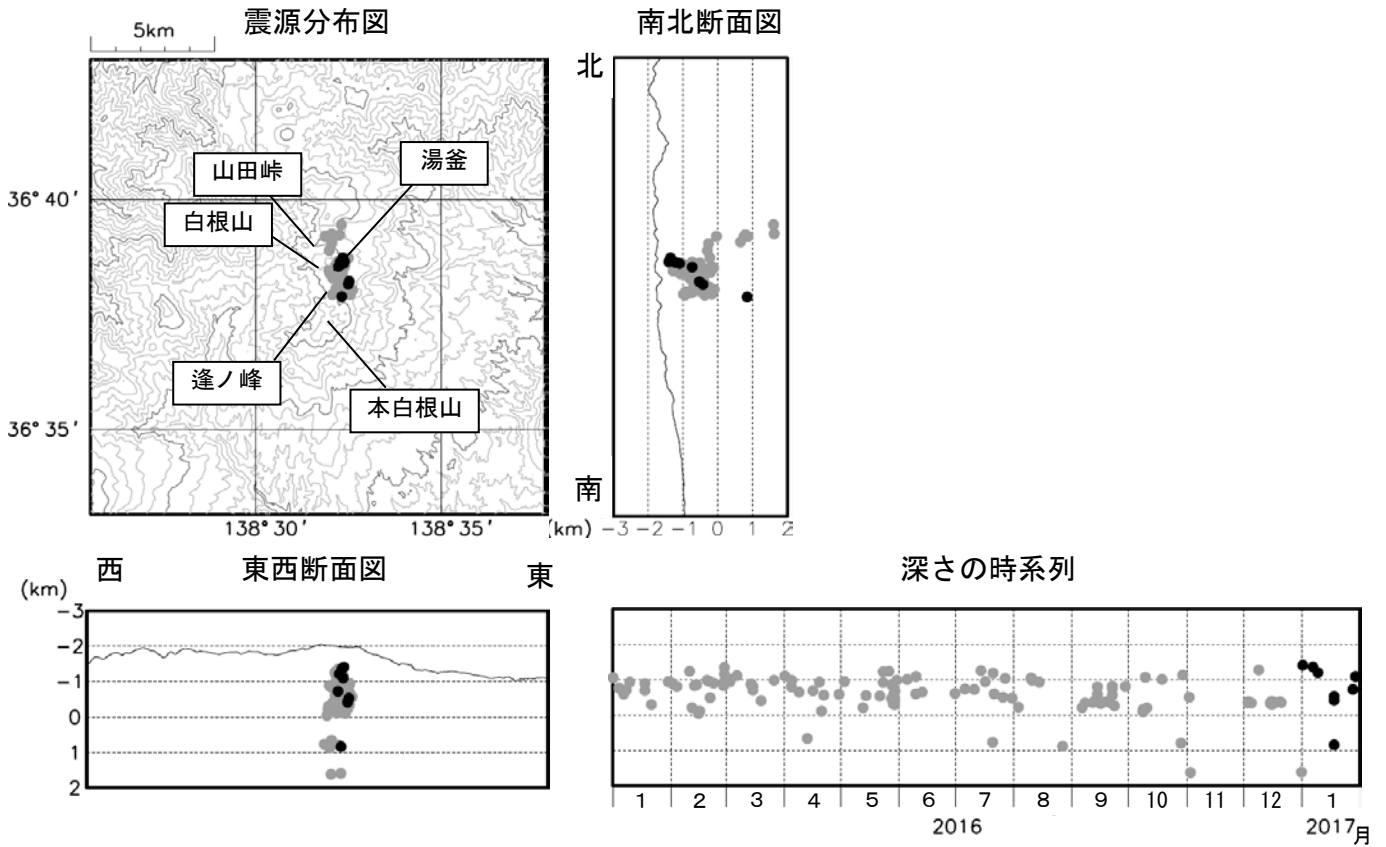 震源分布図
5km
山田峠
湯釜
36°40′
白根山
逢ノ峰
本白根山
36°35′
138°30′
138°35′
南北断面図
北
南
(km)
-3
-2
-1
0
1
2
西
東西断面図
東
(km)
-3
-2
-1
0
1
2
深さの時系列
1
2
3
4
5
6
7
8
9
10
11
12
1
2016
2017月